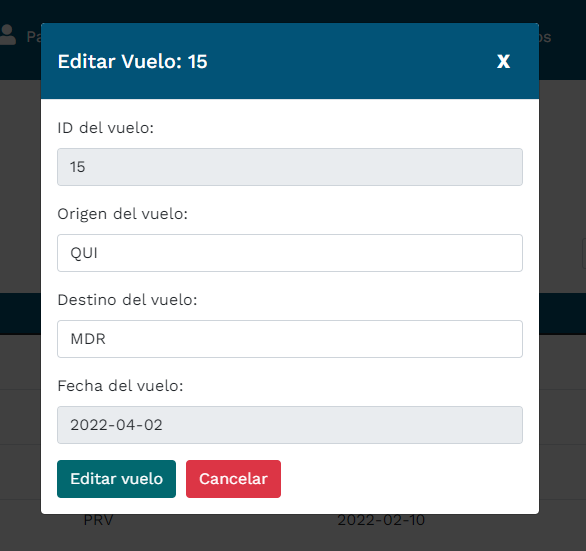 Editar Vuelo: 15
X
ID del vuelo:
15
Origen del vuelo:
QUI
Destino del vuelo:
MDR
Fecha del vuelo:
2022-04-02
Editar vuelo Cancelar
PRV 2022-02-10